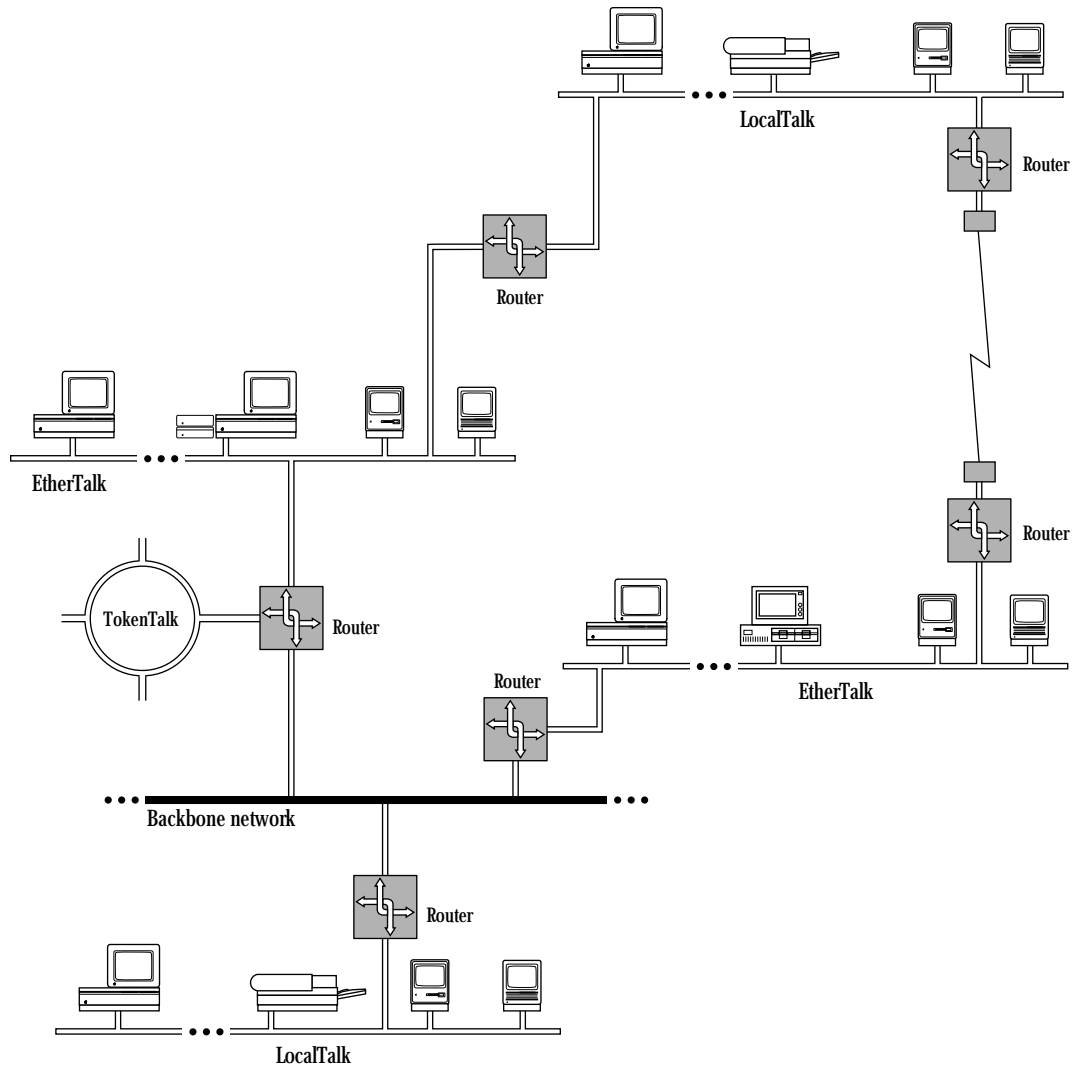 LocalTalk
Router
Router
EtherTalk
Router
TokenTalk
Router
Router
EtherTalk
Backbone network
Router
LocalTalk